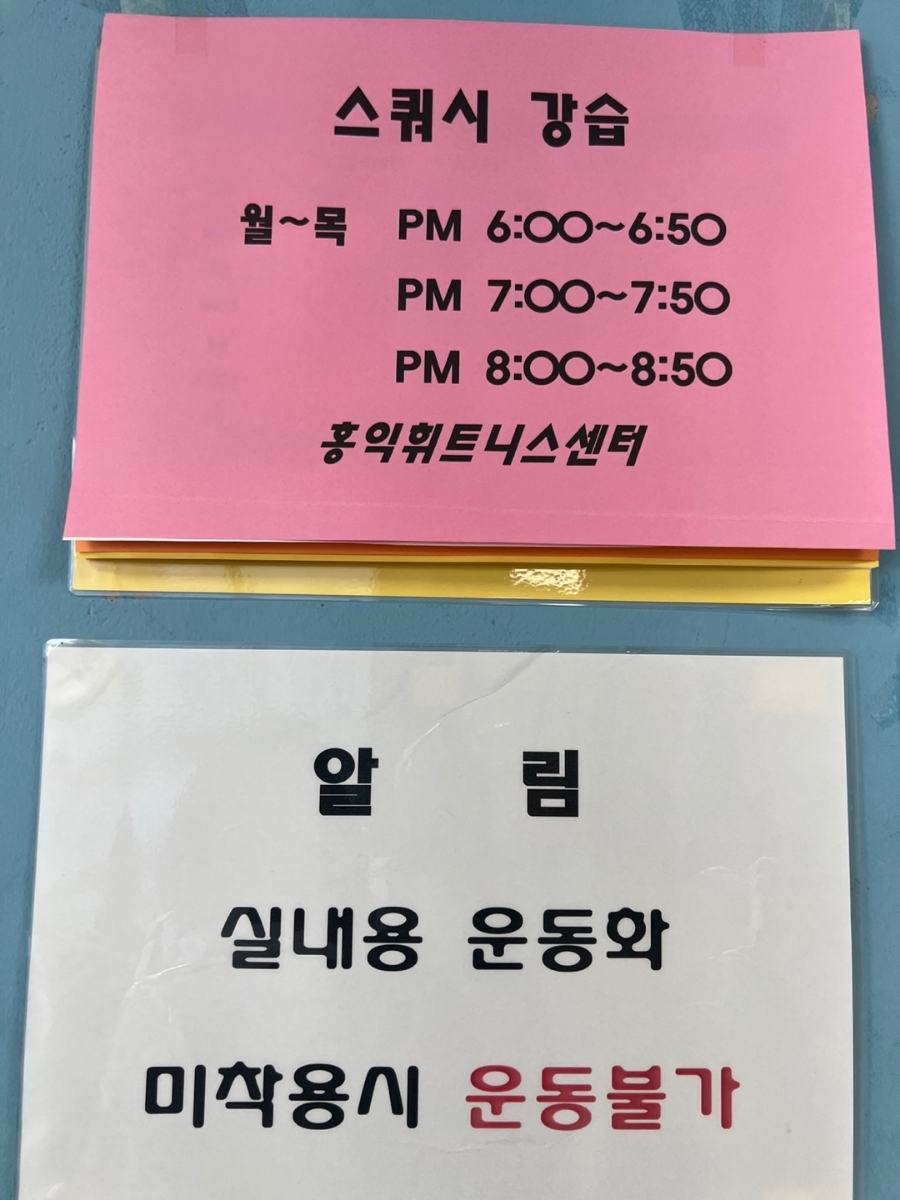 스쿼시 강습
월~목 PM 6:00~6:50
PM 7:00~7:50
PM 8:00~8:50
홍익휘트니스센터
알 림
실내용 운동화
미착용시 운동불가